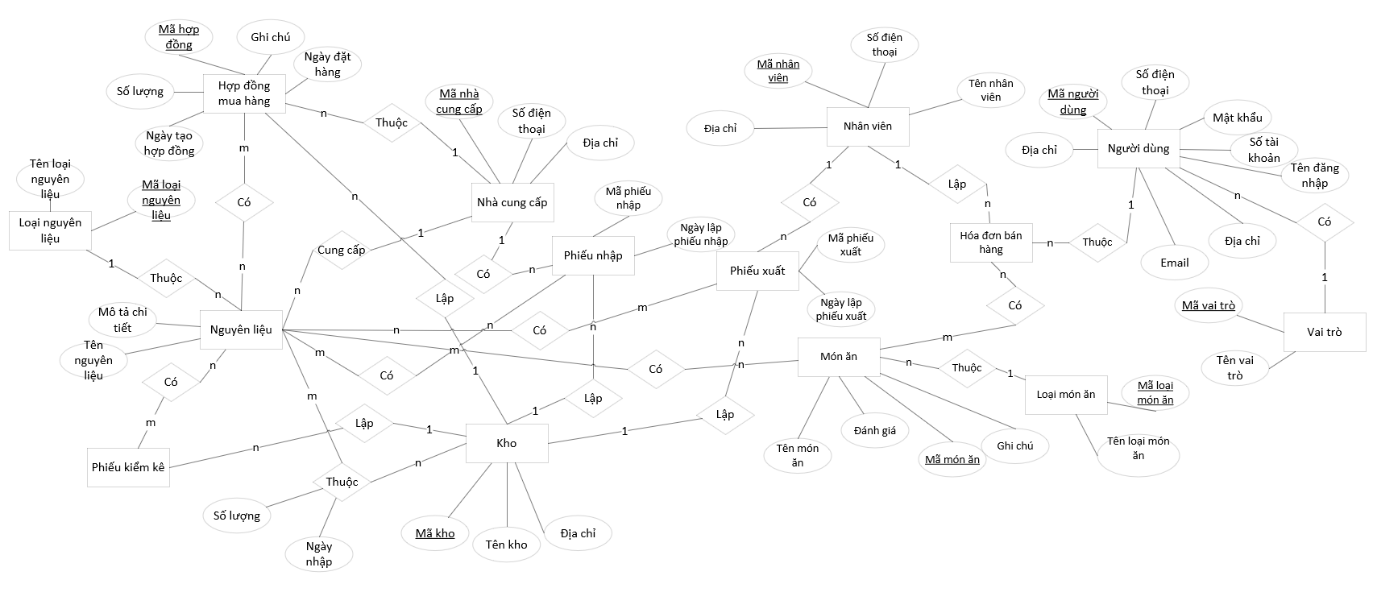 Mã hợp
đồng
Ghi chú
Ngày đặt
hàng
Số lượng
Hợp đồng
mua hàng
Ngày tạo
hợp đồng
n
Thuộc
1
Mã nhà
cung cấp
Số điện
thoại
Địa chỉ
Nhà cung cấp
m
Có
n
n
Lập
1
Tên loại
nguyên
liệu
Mã loại
nguyên
liệu
Loại nguyên
liệu
1
Thuộc
n
Cung cấp
1
n
1
Có
n
Mã phiếu
nhập
Ngày lập
phiếu nhập
Phiếu nhập
Mô tả chi
tiết
Tên
nguyên
liệu
Nguyên liệu
n
Có
m
n
Có
m
m
Có
n
n
Lập
1
Có
n
m
Thuộc
n
Số lượng
Ngày
nhập
Phiếu kiểm kê
n
Lập
1
Kho
Mã kho
Tên kho
Địa chỉ
1
Lập
n
Mã nhân
viên
Số điện
thoại
Tên nhân
viên
Địa chỉ
Nhân viên
1
Có
n
Phiếu xuất
Mã phiếu
xuất
Ngày lập
phiếu xuất
1
Lập
n
Hóa đơn bán
hàng
n
Thuộc
1
n
Có
m
Món ăn
Tên món
ăn
Đánh giá
Mã món ăn
Ghi chú
n
Thuộc
1
Loại món ăn
Mã loại
món ăn
Tên loại món
ăn
Mã người
dùng
Số điện
thoại
Mật khẩu
Số tài
khoản
Tên đăng
nhập
Địa chỉ
Người dùng
Email
Địa chỉ
n
Có
1
Mã vai trò
Vai trò
Tên vai
trò